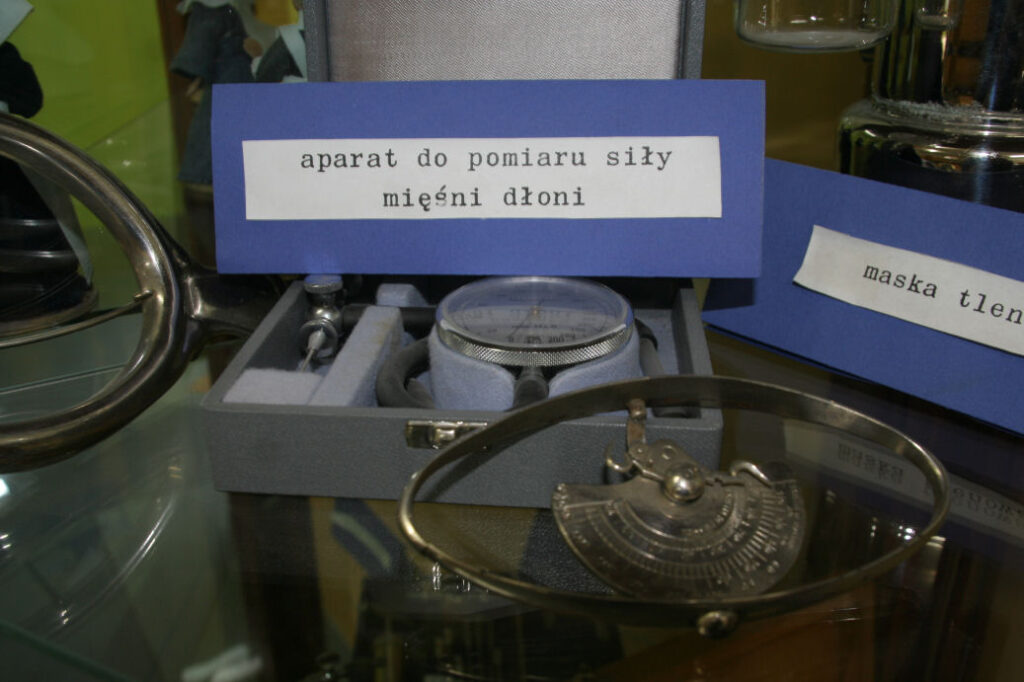 aparat do pomiaru siły
mięśni dłoni
maska tlen